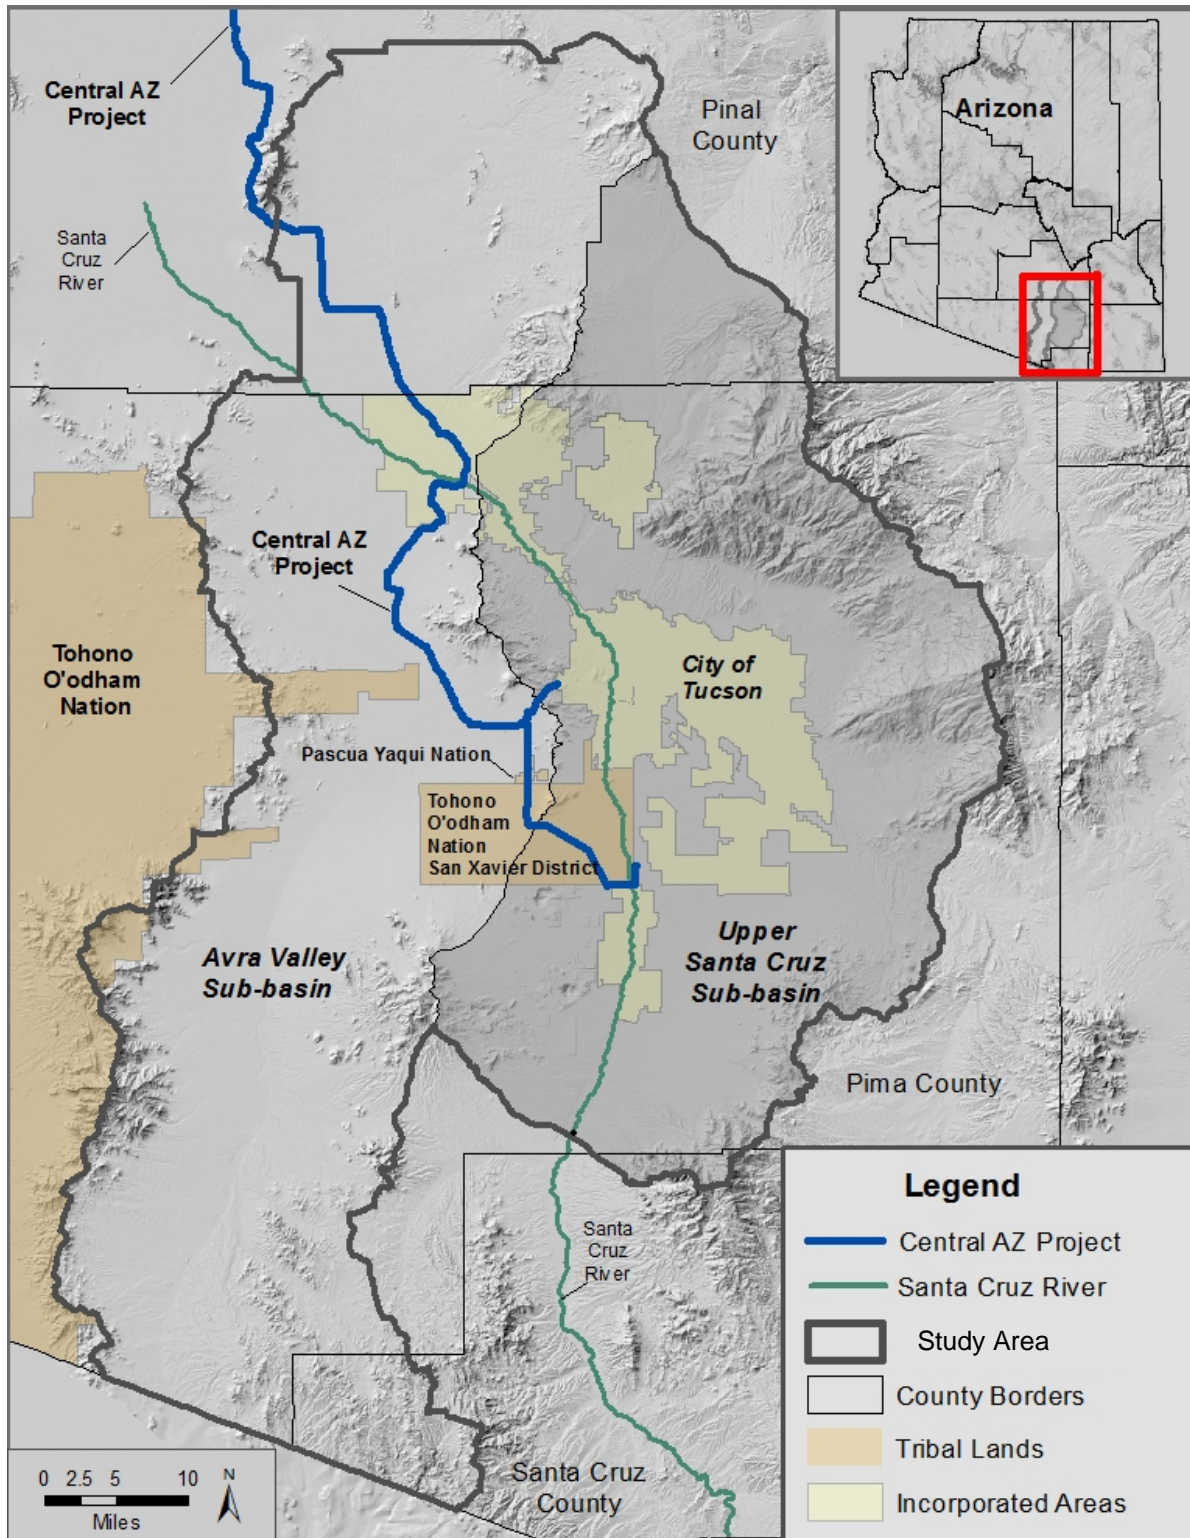 Central AZ
Project
Pinal
County
Arizona
Santa
Cruz
River
Central AZ
Project
Tohono
O'odham
Nation
City of
Tucson
Pascua Yaqui Nation
Tohono
O'odham
Nation
San Xavier District
Avra Valley
Sub-basin
Upper
Santa Cruz
Sub-basin
Pima County
Santa
Cruz
River
Santa Cruz
County
0 2.5 5 10
Miles
N
Legend
Central AZ Project
Santa Cruz River
Study Area
County Borders
Tribal Lands
Incorporated Areas